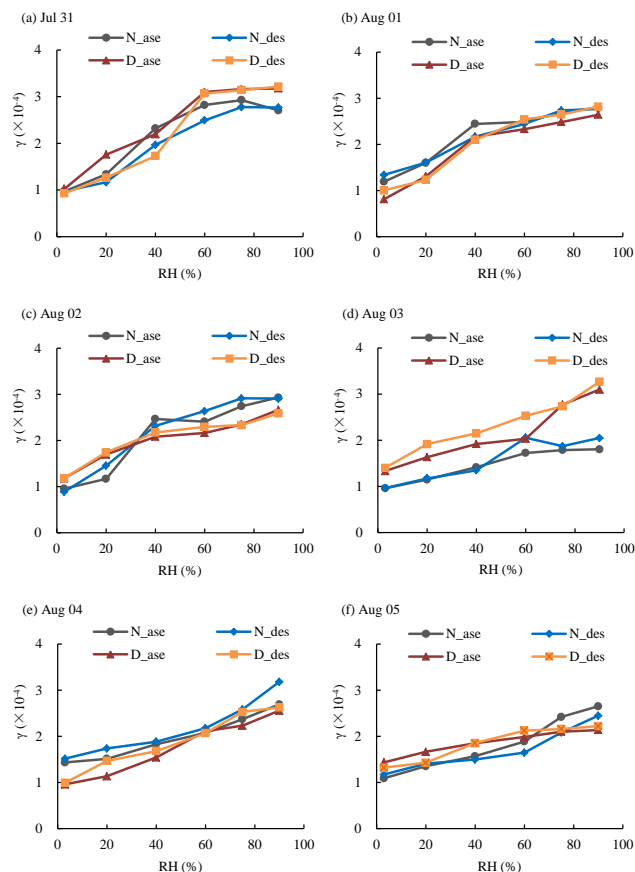 (a) Jul 31
N_ase N_des
D_ase D_des
4
3
2
1
0
γ (×10⁻⁴)
0 20 40 60 80 100
RH (%)
(b) Aug 01
N_ase N_des
D_ase D_des
4
3
2
1
0
γ (×10⁻⁴)
0 20 40 60 80 100
RH (%)
(c) Aug 02
N_ase N_des
D_ase D_des
4
3
2
1
0
γ (×10⁻⁴)
0 20 40 60 80 100
RH (%)
(d) Aug 03
N_ase N_des
D_ase D_des
4
3
2
1
0
γ (×10⁻⁴)
0 20 40 60 80 100
RH (%)
(e) Aug 04
N_ase N_des
D_ase D_des
4
3
2
1
0
γ (×10⁻⁴)
0 20 40 60 80 100
RH (%)
(f) Aug 05
N_ase N_des
D_ase D_des
4
3
2
1
0
γ (×10⁻⁴)
0 20 40 60 80 100
RH (%)